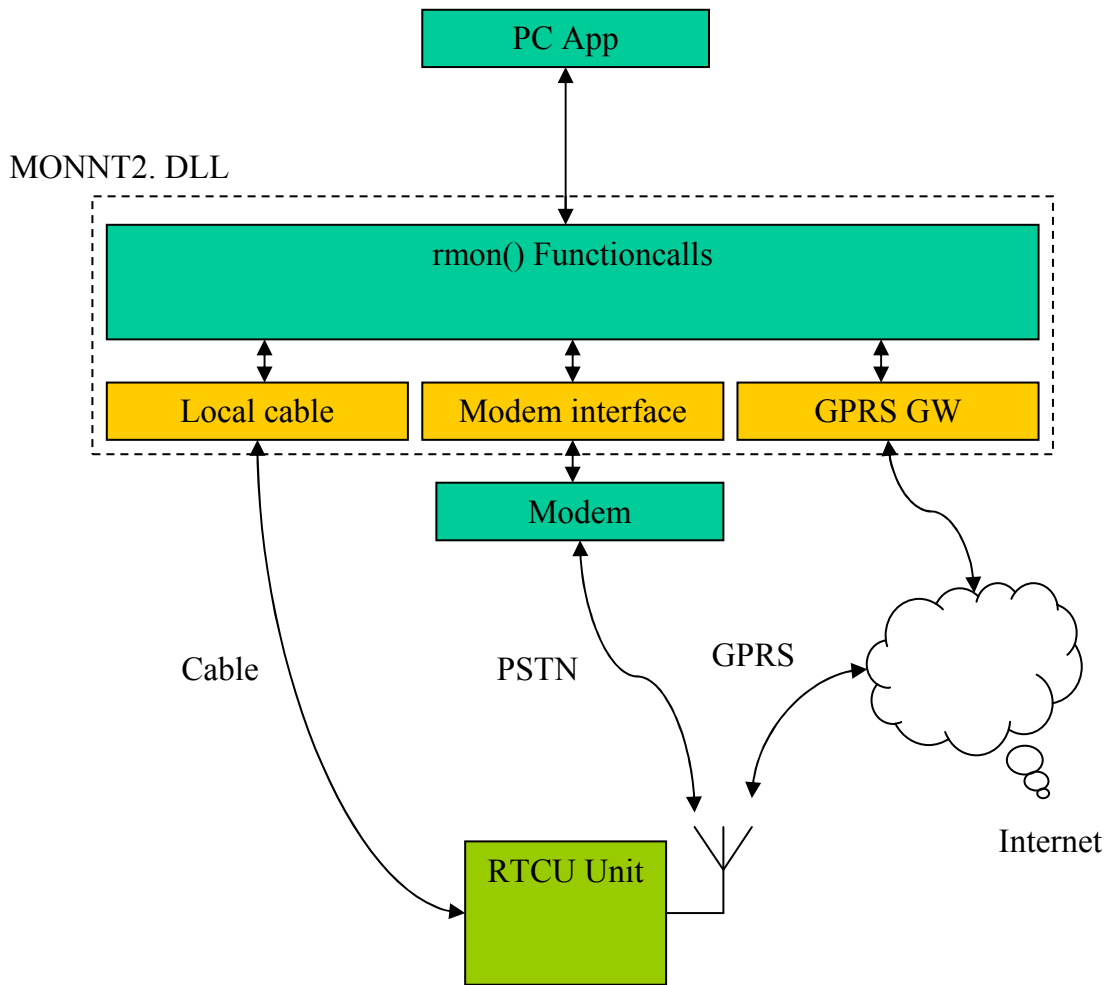 PC App
MONNT2. DLL
rmon() Functioncalls
Local cable
Modem interface
GPRS GW
Modem
Cable
PSTN
GPRS
Internet
RTCU Unit